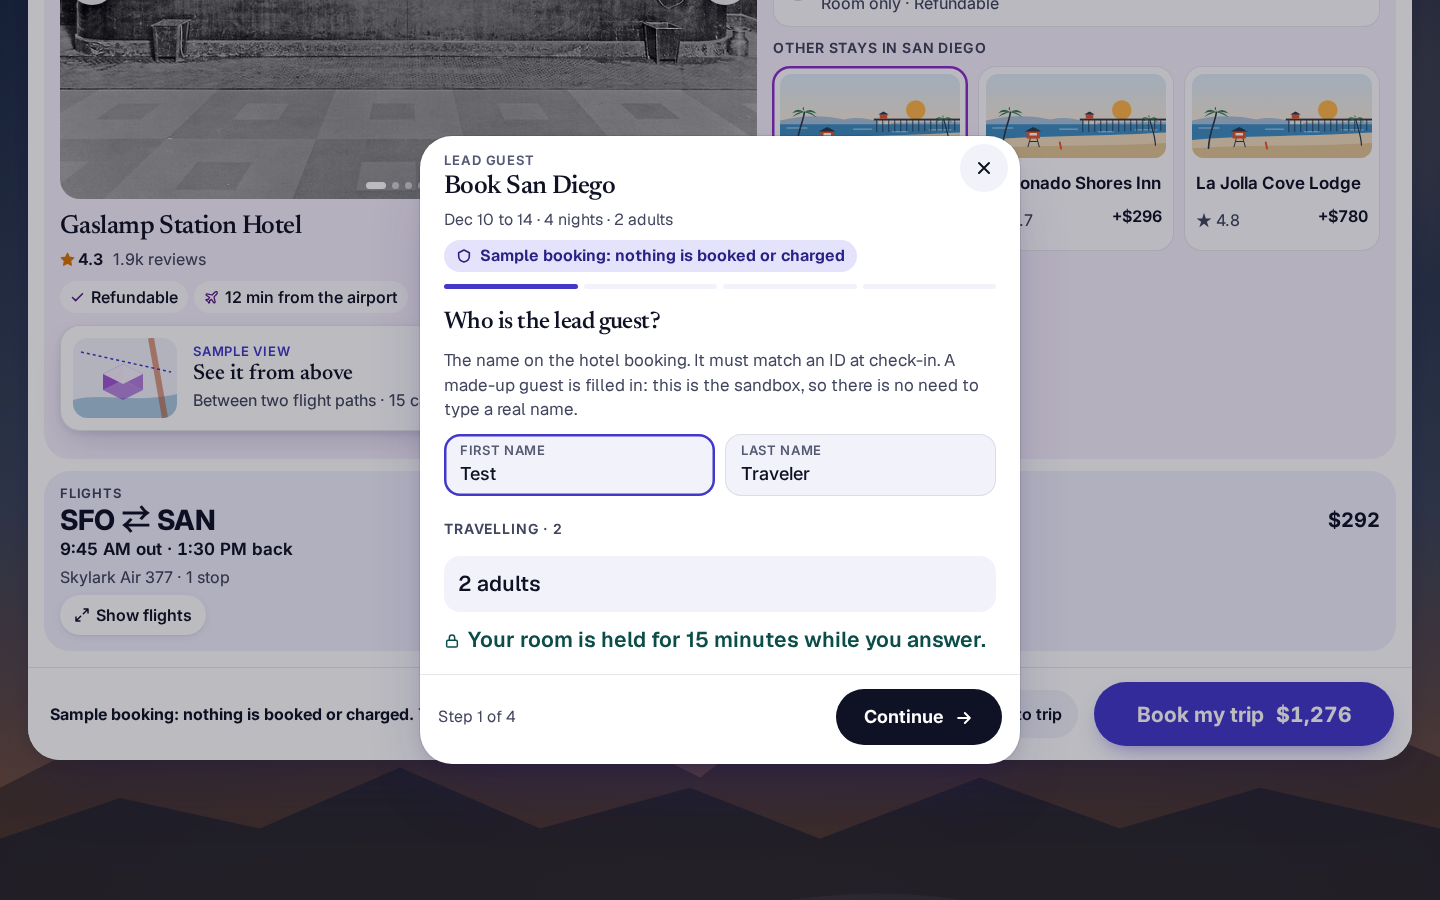 Room only · Refundable
OTHER STAYS IN SAN DIEGO
Shores Inn
La Jolla Cove Lodge
+$296
★ 4.8
+$780
Gaslamp Station Hotel
4.3 1.9k reviews
Refundable
12 min from the airport
SAMPLE VIEW
See it from above
Between two flight paths · 15
FLIGHTS
SFO ⇄ SAN
9:45 AM out · 1:30 PM back
Skylark Air 377 · 1 stop
Show flights
$292
LEAD GUEST
Book San Diego
Dec 10 to 14 · 4 nights · 2 adults
Sample booking: nothing is booked or charged
Who is the lead guest?
The name on the hotel booking. It must match an ID at check-in. A
made-up guest is filled in: this is the sandbox, so there is no need to
type a real name.
FIRST NAME
Test
LAST NAME
Traveler
TRAVELLING · 2
2 adults
Your room is held for 15 minutes while you answer.
Step 1 of 4
Continue →
Sample booking: nothing is booked or charged.
to trip
Book my trip $1,276